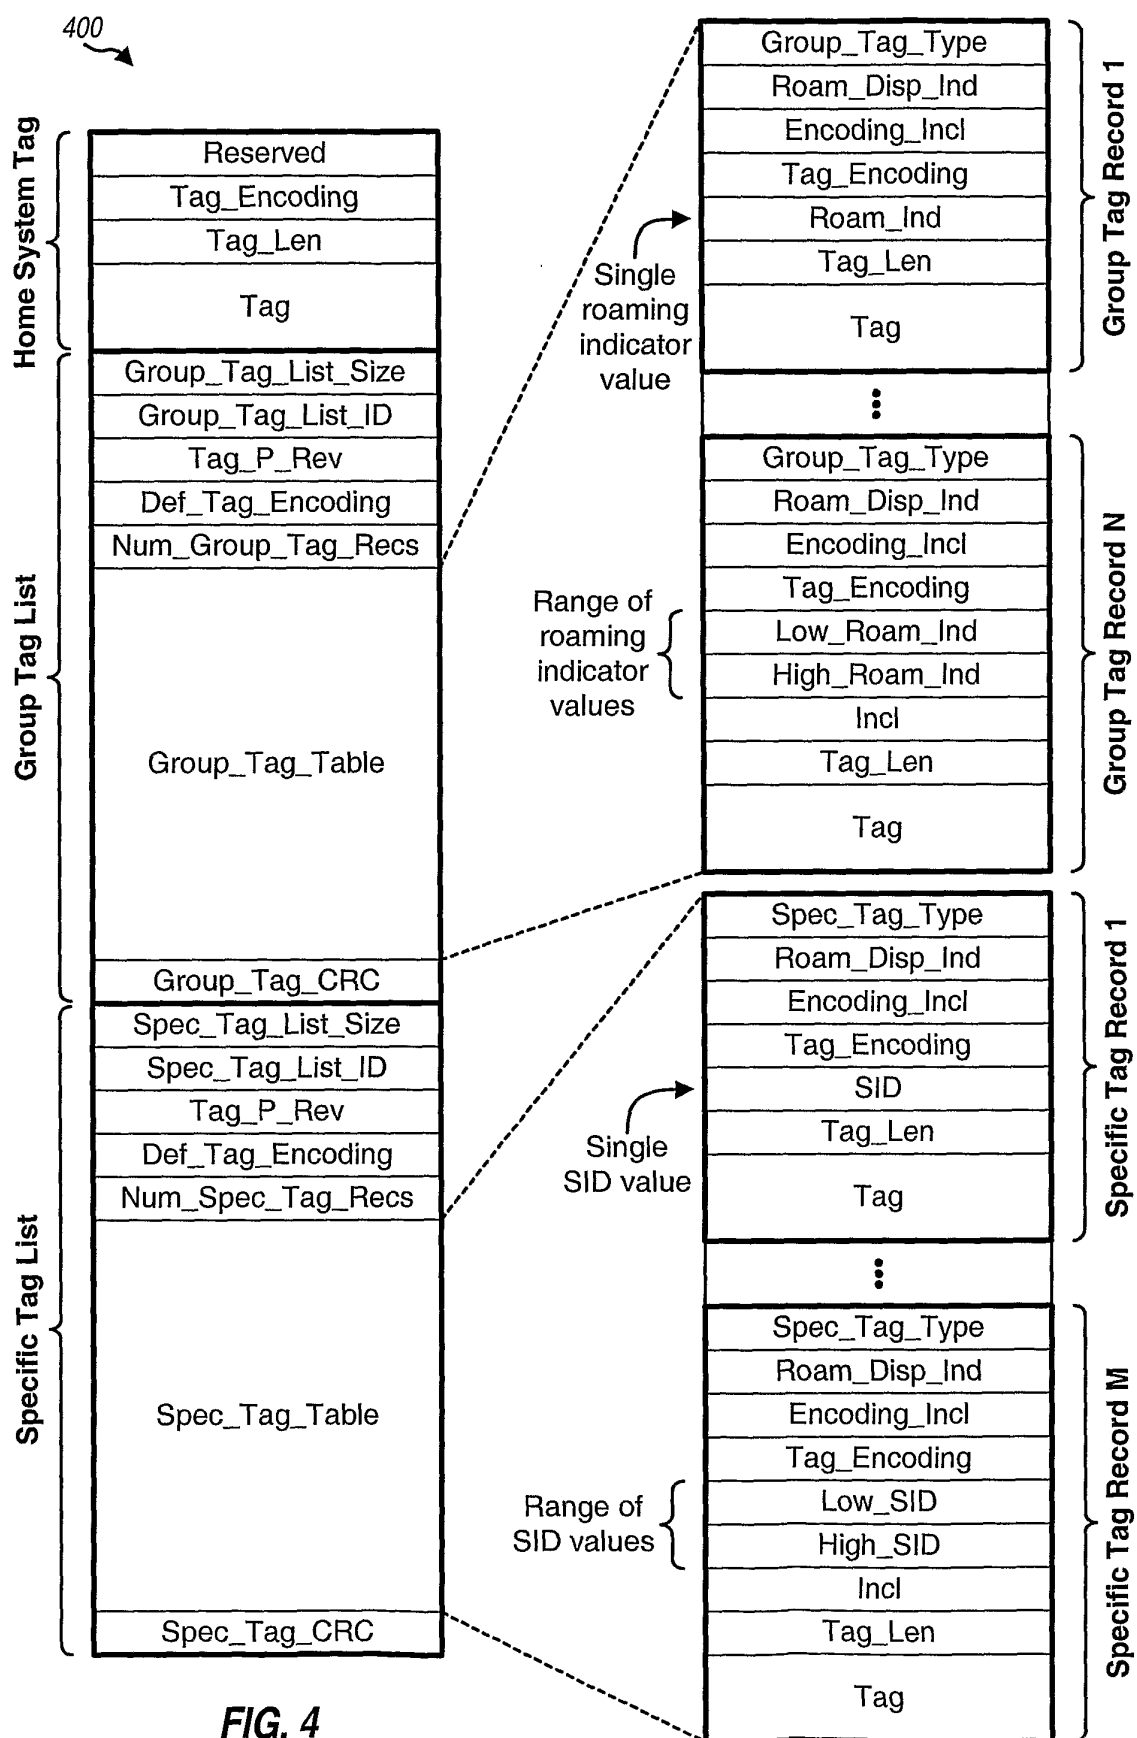 400
Home System Tag
Reserved
Tag_Encoding
Tag_Len
Tag
Group Tag List
Group_Tag_List_Size
Group_Tag_List_ID
Tag_P_Rev
Def_Tag_Encoding
Num_Group_Tag_Recs
Group_Tag_Table
Group_Tag_CRC
Specific Tag List
Spec_Tag_List_Size
Spec_Tag_List_ID
Tag_P_Rev
Def_Tag_Encoding
Num_Spec_Tag_Recs
Spec_Tag_Table
Spec_Tag_CRC
Group_Tag_Type
Roam_Disp_Ind
Encoding_Incl
Tag_Encoding
Roam_Ind
Tag_Len
Tag
Single
roaming
indicator
value
Group Tag Record 1
Group_Tag_Type
Roam_Disp_Ind
Encoding_Incl
Tag_Encoding
Low_Roam_Ind
High_Roam_Ind
Incl
Tag_Len
Tag
Range of
roaming
indicator
values
Group Tag Record N
Spec_Tag_Type
Roam_Disp_Ind
Encoding_Incl
Tag_Encoding
SID
Tag_Len
Tag
Single
SID value
Specific Tag Record 1
Spec_Tag_Type
Roam_Disp_Ind
Encoding_Incl
Tag_Encoding
Low_SID
High_SID
Incl
Tag_Len
Tag
Range of
SID values
Specific Tag Record M
FIG. 4